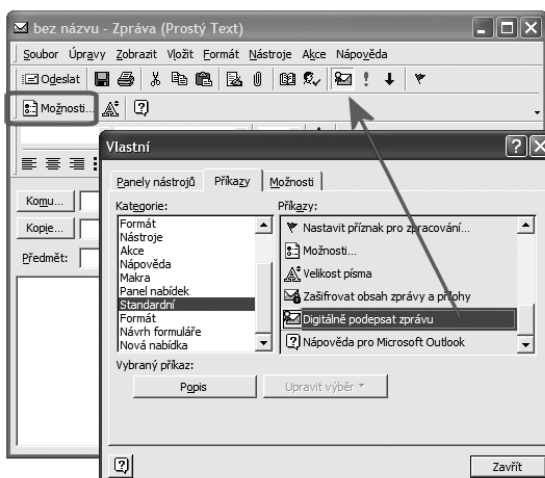 bez názvu - Zpráva (Prostý Text)
Soubor Úpravy Zobrazit Vložit Formát Nástroje Akce Nápověda
Odeslat
Možnosti...
Vlastní
Panely nástrojů Příkazy Možnosti
Komu...
Kopie...
Předmět:
Kategorie:
Formát
Nástroje
Akce
Nápověda
Makra
Panel nabídek
Standardní
Formát
Návrh formuláře
Nová nabídka
Příkazy:
Nastavit příznak pro zpracování...
Možnosti...
Velikost písma
Zašifrovat obsah zprávy a přílohy
Digitálně podepsat zprávu
Nápověda pro Microsoft Outlook
Vybraný příkaz:
Popis
Upravit výběr
Zavřít